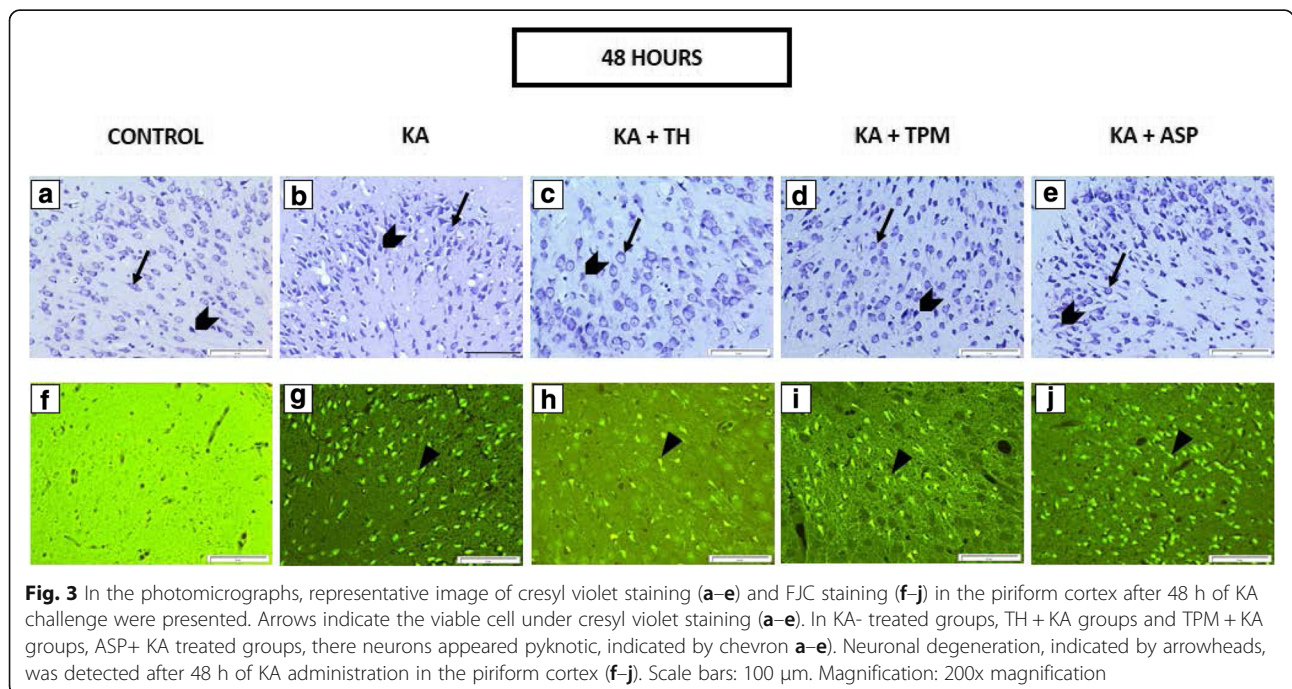 48 HOURS
CONTROL KA KA + TH KA + TPM KA + ASP
a b c d e
f g h i j
Fig. 3 In the photomicrographs, representative image of cresyl violet staining (a–e) and FJC staining (f–j) in the piriform cortex after 48 h of KA
challenge were presented. Arrows indicate the viable cell under cresyl violet staining (a–e). In KA- treated groups, TH + KA groups and TPM + KA
groups, ASP+ KA treated groups, there neurons appeared pyknotic, indicated by chevron a–e). Neuronal degeneration, indicated by arrowheads,
was detected after 48 h of KA administration in the piriform cortex (f–j). Scale bars: 100 μm. Magnification: 200x magnification